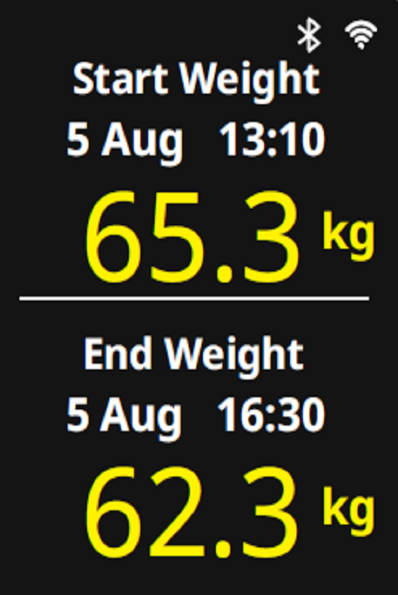 Start Weight
5 Aug 13:10
65.3 kg
End Weight
5 Aug 16:30
62.3 kg